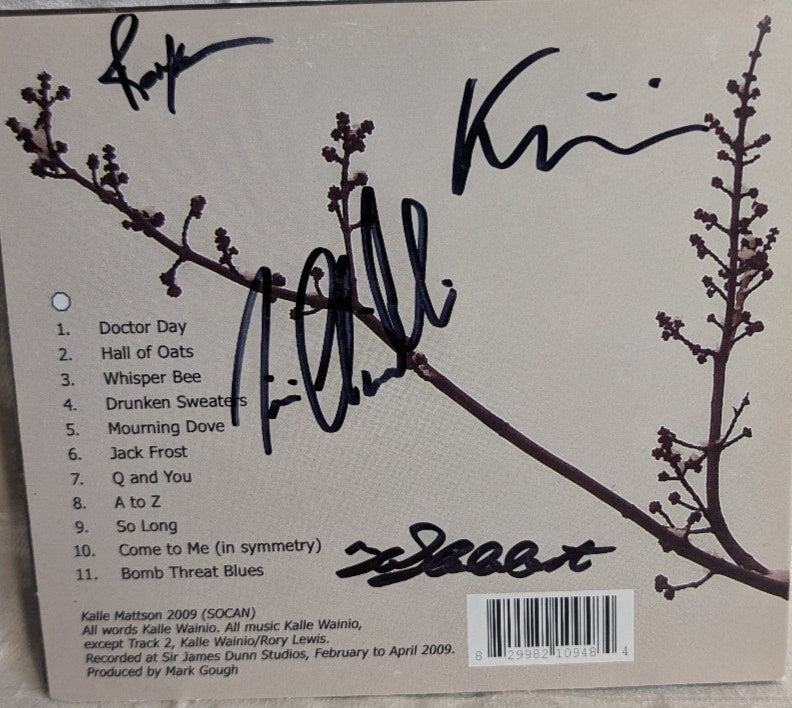 1. Doctor Day
2. Hall of Oats
3. Whisper Bee
4. Drunken Sweaters
5. Mourning Dove
6. Jack Frost
7. Q and You
8. A to Z
9. So Long
10. Come to Me (in symmetry)
11. Bomb Threat Blues
Kalle Mattson 2009 (SOCAN)
All words Kalle Wainio. All music Kalle Wainio,
except Track 2, Kalle Wainio/Rory Lewis.
Recorded at Sir James Dunn Studios, February to April 2009.
Produced by Mark Gough
8 29982 10948 4